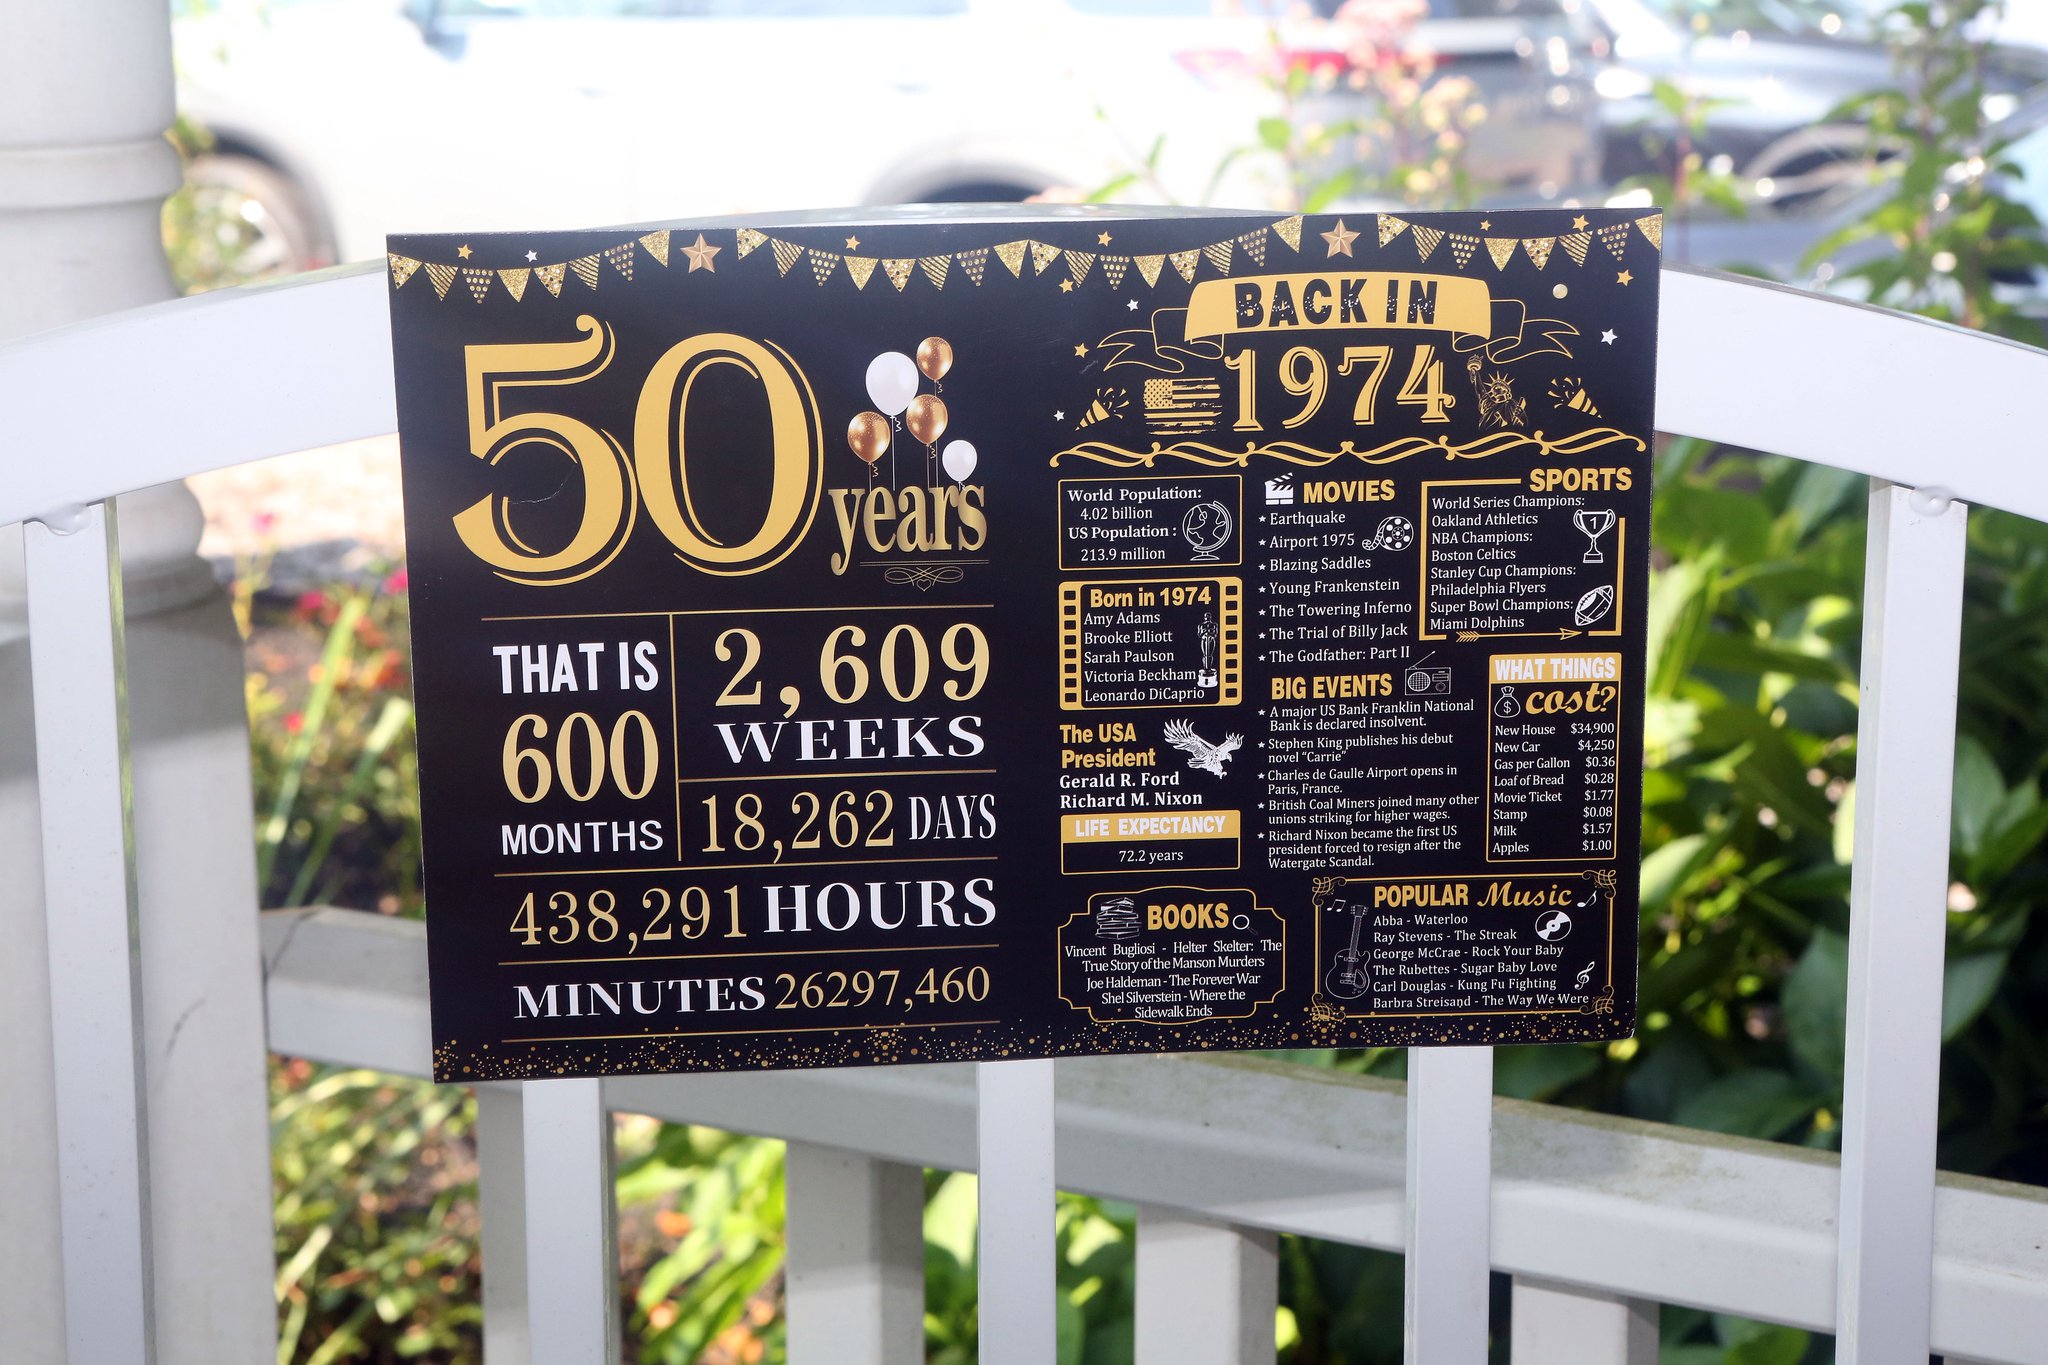 50
years
THAT IS
600
MONTHS
2,609
WEEKS
18,262 DAYS
438,291 HOURS
MINUTES 26297,460
BACK IN
1974
World Population:
4.02 billion
US Population :
213.9 million
Born in 1974
Amy Adams
Brooke Elliott
Sarah Paulson
Victoria Beckham
Leonardo DiCaprio
The USA
President
Gerald R. Ford
Richard M. Nixon
LIFE EXPECTANCY
72.2 years
MOVIES
Earthquake
Airport 1975
Blazing Saddles
Young Frankenstein
The Towering Inferno
The Trial of Billy Jack
The Godfather: Part II
BIG EVENTS
A major US Bank Franklin National
Bank is declared insolvent.
Stephen King publishes his debut
novel "Carrie"
Charles de Gaulle Airport opens in
Paris, France.
British Coal Miners joined many other
unions striking for higher wages.
Richard Nixon became the first US
president forced to resign after the
Watergate Scandal.
SPORTS
World Series Champions:
Oakland Athletics
NBA Champions:
Boston Celtics
Stanley Cup Champions:
Philadelphia Flyers
Super Bowl Champions:
Miami Dolphins
1
WHAT THINGS
cost?
$
New House $34,900
New Car $4,250
Gas per Gallon $0.36
Loaf of Bread $0.28
Movie Ticket $1.77
Stamp $0.08
Milk $1.57
Apples $1.00
BOOKS
Vincent Bugliosi - Helter Skelter: The
True Story of the Manson Murders
Joe Haldeman - The Forever War
Shel Silverstein - Where the
Sidewalk Ends
POPULAR Music
Abba - Waterloo
Ray Stevens - The Streak
George McCrae - Rock Your Baby
The Rubettes - Sugar Baby Love
Carl Douglas - Kung Fu Fighting
Barbra Streisand - The Way We Were